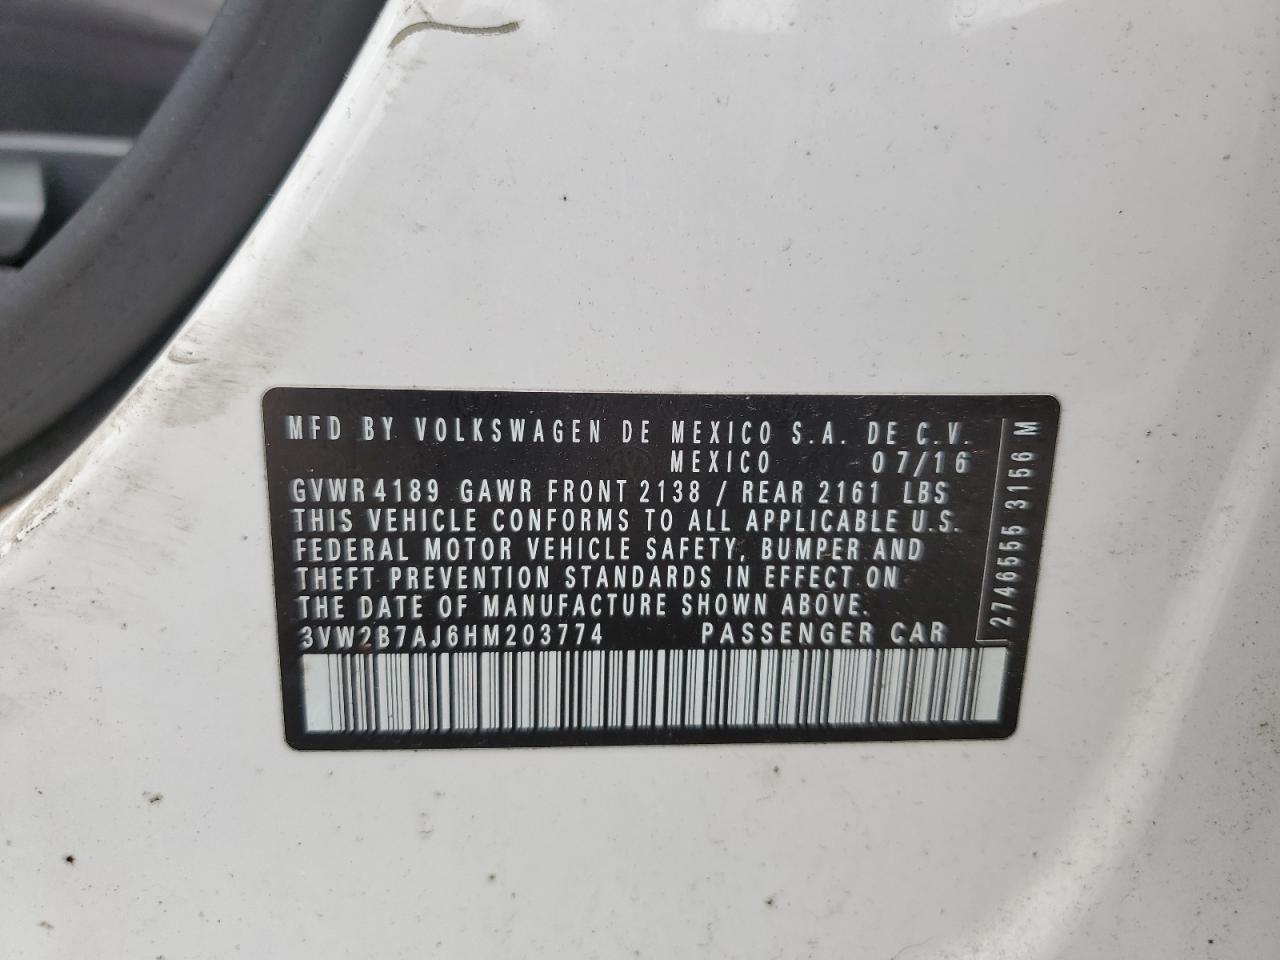 MFD BY VOLKSWAGEN DE MEXICO S.A. DE C.V.
MEXICO 07/16
GVWR 4189 GAWR FRONT 2138 / REAR 2161 LBS
THIS VEHICLE CONFORMS TO ALL APPLICABLE U.S.
FEDERAL MOTOR VEHICLE SAFETY, BUMPER AND
THEFT PREVENTION STANDARDS IN EFFECT ON
THE DATE OF MANUFACTURE SHOWN ABOVE.
3VW2B7AJ6HM203774 PASSENGER CAR
2746555 3156 M